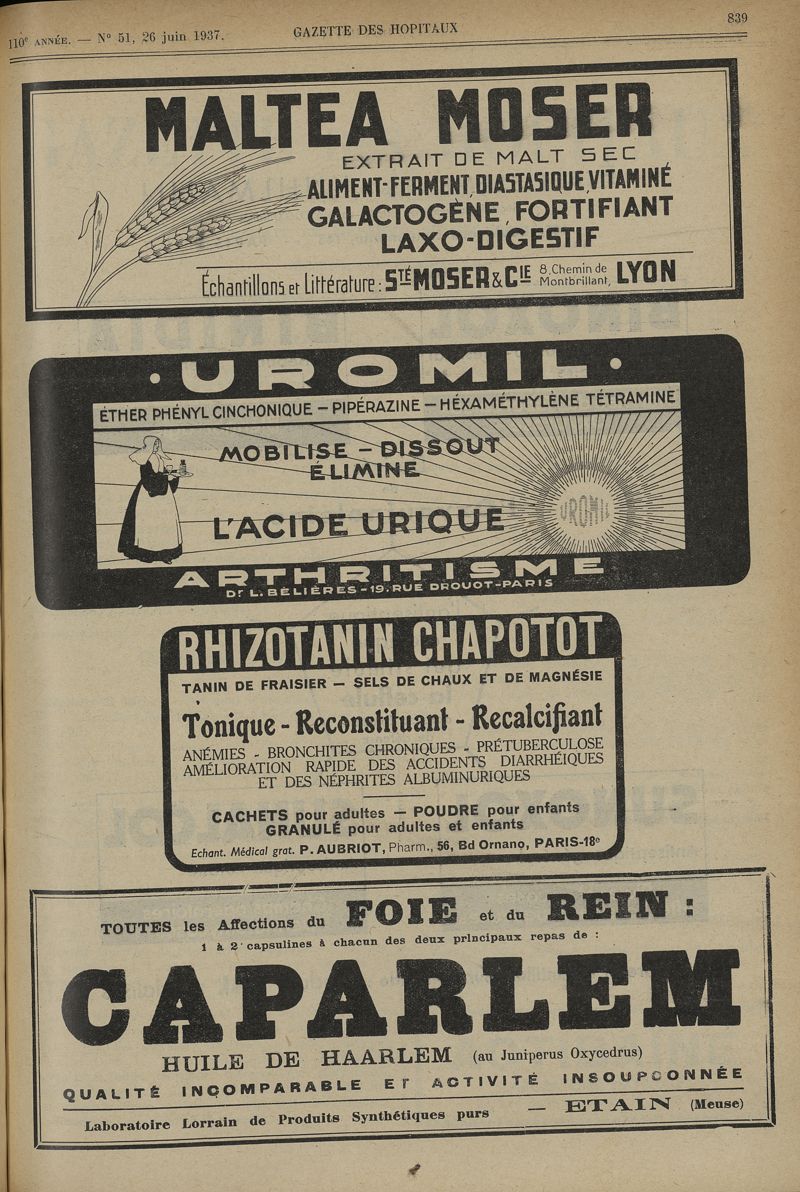 110e ANNÉE. — No 51, 26 juin 1937. GAZETTE DES HOPITAUX 839
MALTEA MOSER
EXTRAIT DE MALT SEC
ALIMENT-FERMENT, DIASTASIQUE, VITAMINÉ
GALACTOGÈNE, FORTIFIANT
LAXO-DIGESTIF
Échantillons et Littérature : STÉ MOSER & CIE 8, Chemin de Montbrillant, LYON
· UROMIL ·
ÉTHER PHÉNYL CINCHONIQUE — PIPÉRAZINE — HÉXAMÉTHYLÈNE TÉTRAMINE
MOBILISE — DISSOUT
ÉLIMINE
L'ACIDE URIQUE
UROMIL
ARTHRITISME
Dr L. BÉLIÈRES - 19, RUE DROUOT - PARIS
RHIZOTANIN CHAPOTOT
TANIN DE FRAISIER — SELS DE CHAUX ET DE MAGNÉSIE
Tonique - Reconstituant - Recalcifiant
ANÉMIES - BRONCHITES CHRONIQUES - PRÉTUBERCULOSE
AMÉLIORATION RAPIDE DES ACCIDENTS DIARRHÉIQUES
ET DES NÉPHRITES ALBUMINURIQUES
CACHETS pour adultes — POUDRE pour enfants
GRANULÉ pour adultes et enfants
Echant. Médical grat. P. AUBRIOT, Pharm., 56, Bd Ornano, PARIS-18e
TOUTES les Affections du FOIE et du REIN :
1 à 2 capsulines à chacun des deux principaux repas de :
CAPARLEM
HUILE DE HAARLEM (au Juniperus Oxycedrus)
QUALITÉ INCOMPARABLE ET ACTIVITÉ INSOUPÇONNÉE
Laboratoire Lorrain de Produits Synthétiques purs — ETAIN (Meuse)